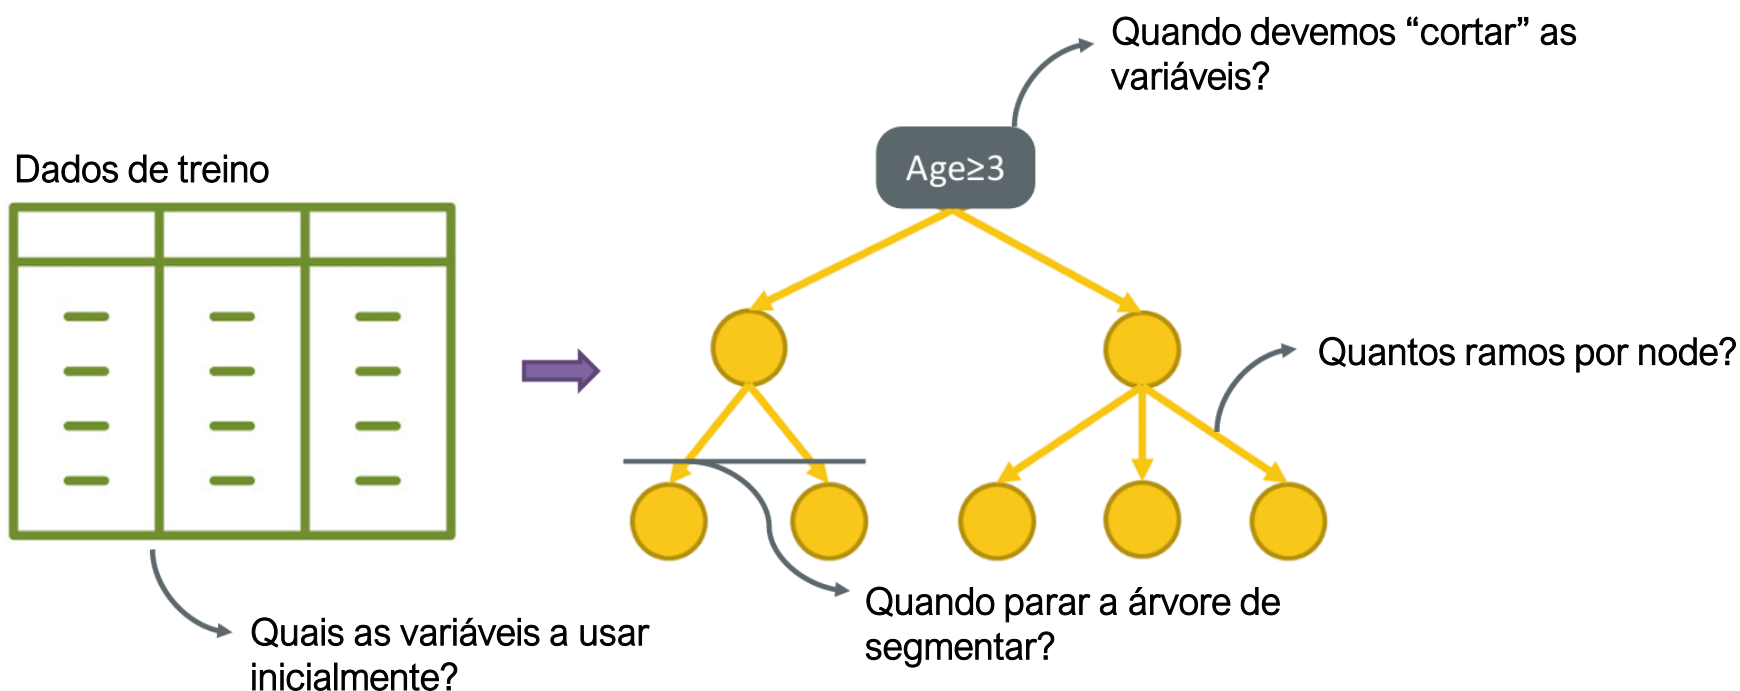 Quando devemos “cortar” as
variáveis?
Dados de treino
Age≥3
Quantos ramos por node?
Quando parar a árvore de
segmentar?
Quais as variáveis a usar
inicialmente?